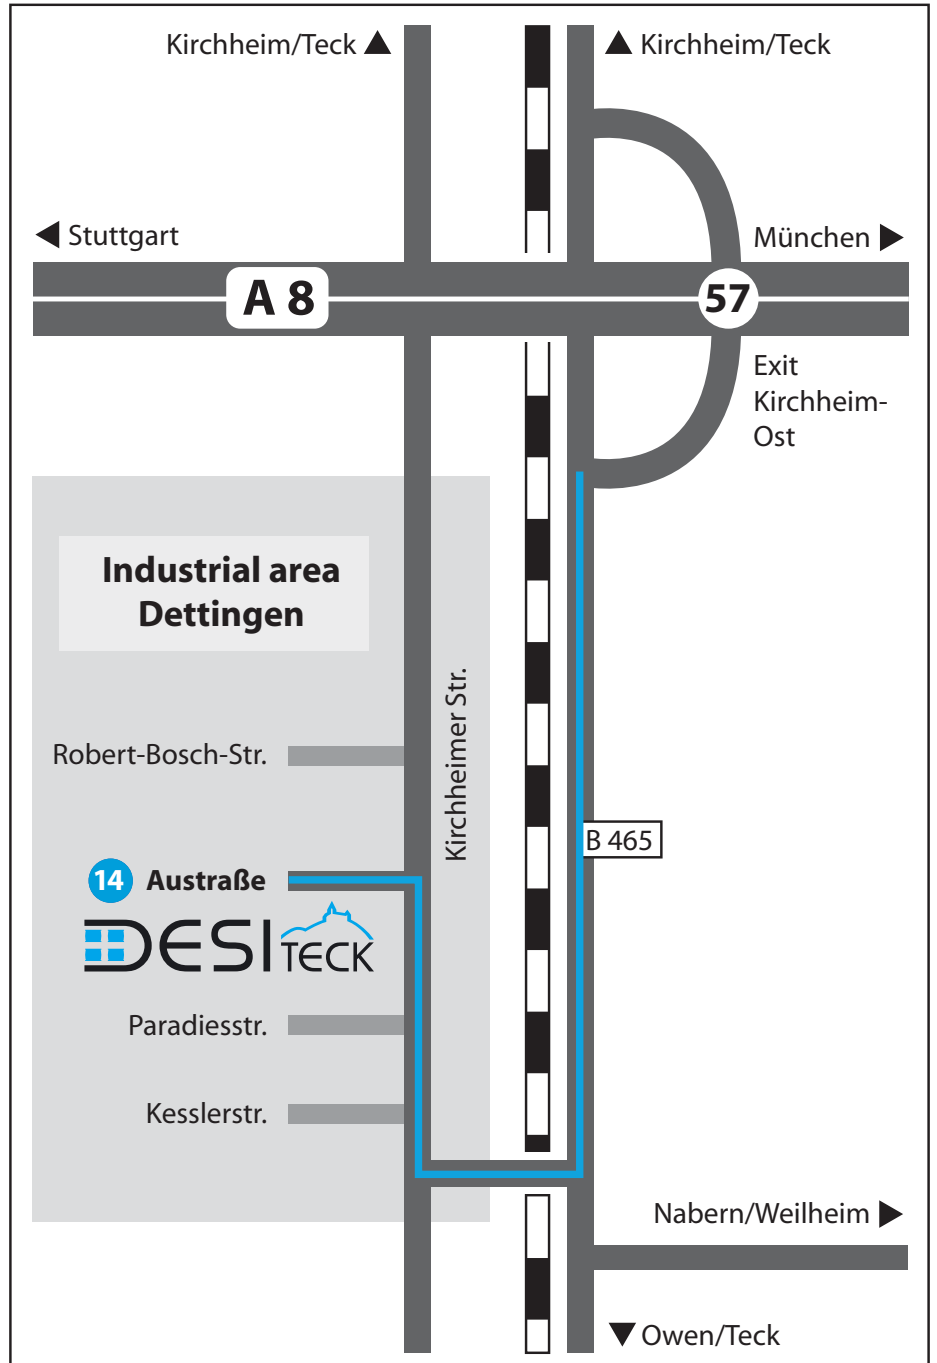 Kirchheim/Teck
Kirchheim/Teck
Stuttgart
München
A 8
57
Exit
Kirchheim-
Ost
Industrial area
Dettingen
Kirchheimer Str.
Robert-Bosch-Str.
B 465
14 Austraße
DESI TECK
Paradiesstr.
Kesslerstr.
Nabern/Weilheim
Owen/Teck